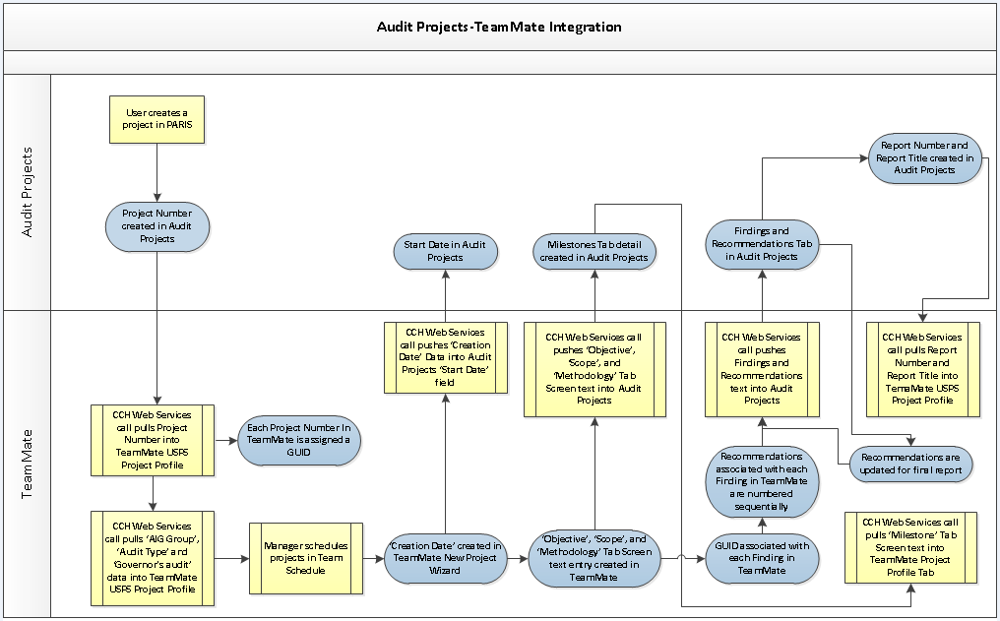 Audit Projects-TeamMate Integration
Audit Projects
User creates a
project in PARIS
Project Number
created in Audit
Projects
Start Date in Audit
Projects
Milestones Tab detail
created in Audit Projects
Findings and
Recommendations Tab
in Audit Projects
Report Number and
Report Title created in
Audit Projects
TeamMate
CCH Web Services
call pulls Project
Number into
TeamMate USPS
Project Profile
Each Project Number In
TeamMate is assigned a
GUID
CCH Web Services
call pulls 'AIG Group',
'Audit Type' and
'Governor's audit'
data into TeamMate
USPS Project Profile
Manager schedules
projects in Team
Schedule
CCH Web Services
call pushes 'Creation
Date' Data into Audit
Projects 'Start Date'
field
'Creation Date' created in
TeamMate New Project
Wizard
CCH Web Services call
pushes 'Objective',
'Scope', and
'Methodology' Tab
Screen text into Audit
Projects
'Objective', 'Scope', and
'Methodology' Tab Screen
text entry created in
TeamMate
CCH Web Services
call pushes
Findings and
Recommendations
text into Audit
Projects
Recommendations
associated with each
Finding in TeamMate
are numbered
sequentially
GUID associated with
each Finding in
TeamMate
CCH Web Services
call pulls Report
Number and
Report Title into
TemaMate USPS
Project Profile
Recommendations are
updated for final report
CCH Web Services call
pulls 'Milestone' Tab
Screen text into
TeamMate Project
Profile Tab